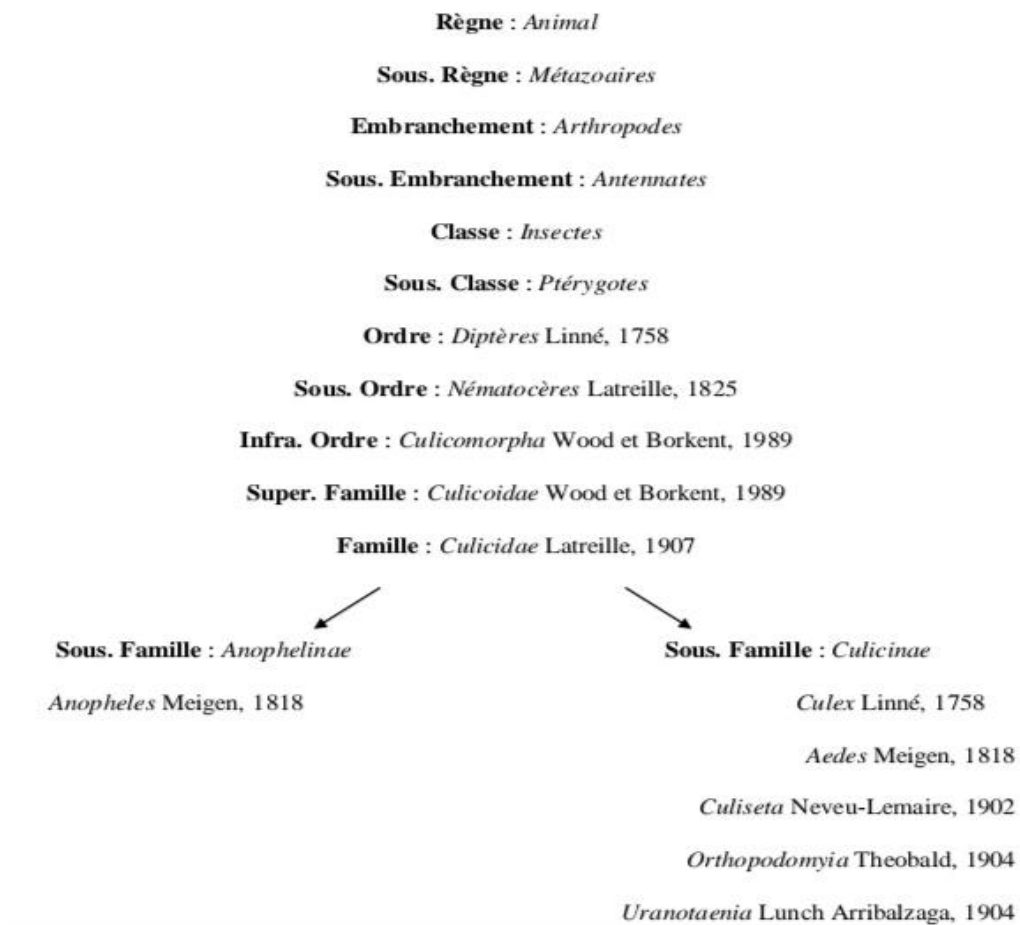 Règne : Animal
Sous. Règne : Métazoaires
Embranchement : Arthropodes
Sous. Embranchement : Antennates
Classe : Insectes
Sous. Classe : Ptérygotes
Ordre : Diptères Linné, 1758
Sous. Ordre : Nématocères Latreille, 1825
Infra. Ordre : Culicomorpha Wood et Borkent, 1989
Super. Famille : Culicoidae Wood et Borkent, 1989
Famille : Culicidae Latreille, 1907
Sous. Famille : Anophelinae
Anopheles Meigen, 1818
Sous. Famille : Culicinae
Culex Linné, 1758
Aedes Meigen, 1818
Culiseta Neveu-Lemaire, 1902
Orthopodomyia Theobald, 1904
Uranotaenia Lunch Arribalzaga, 1904